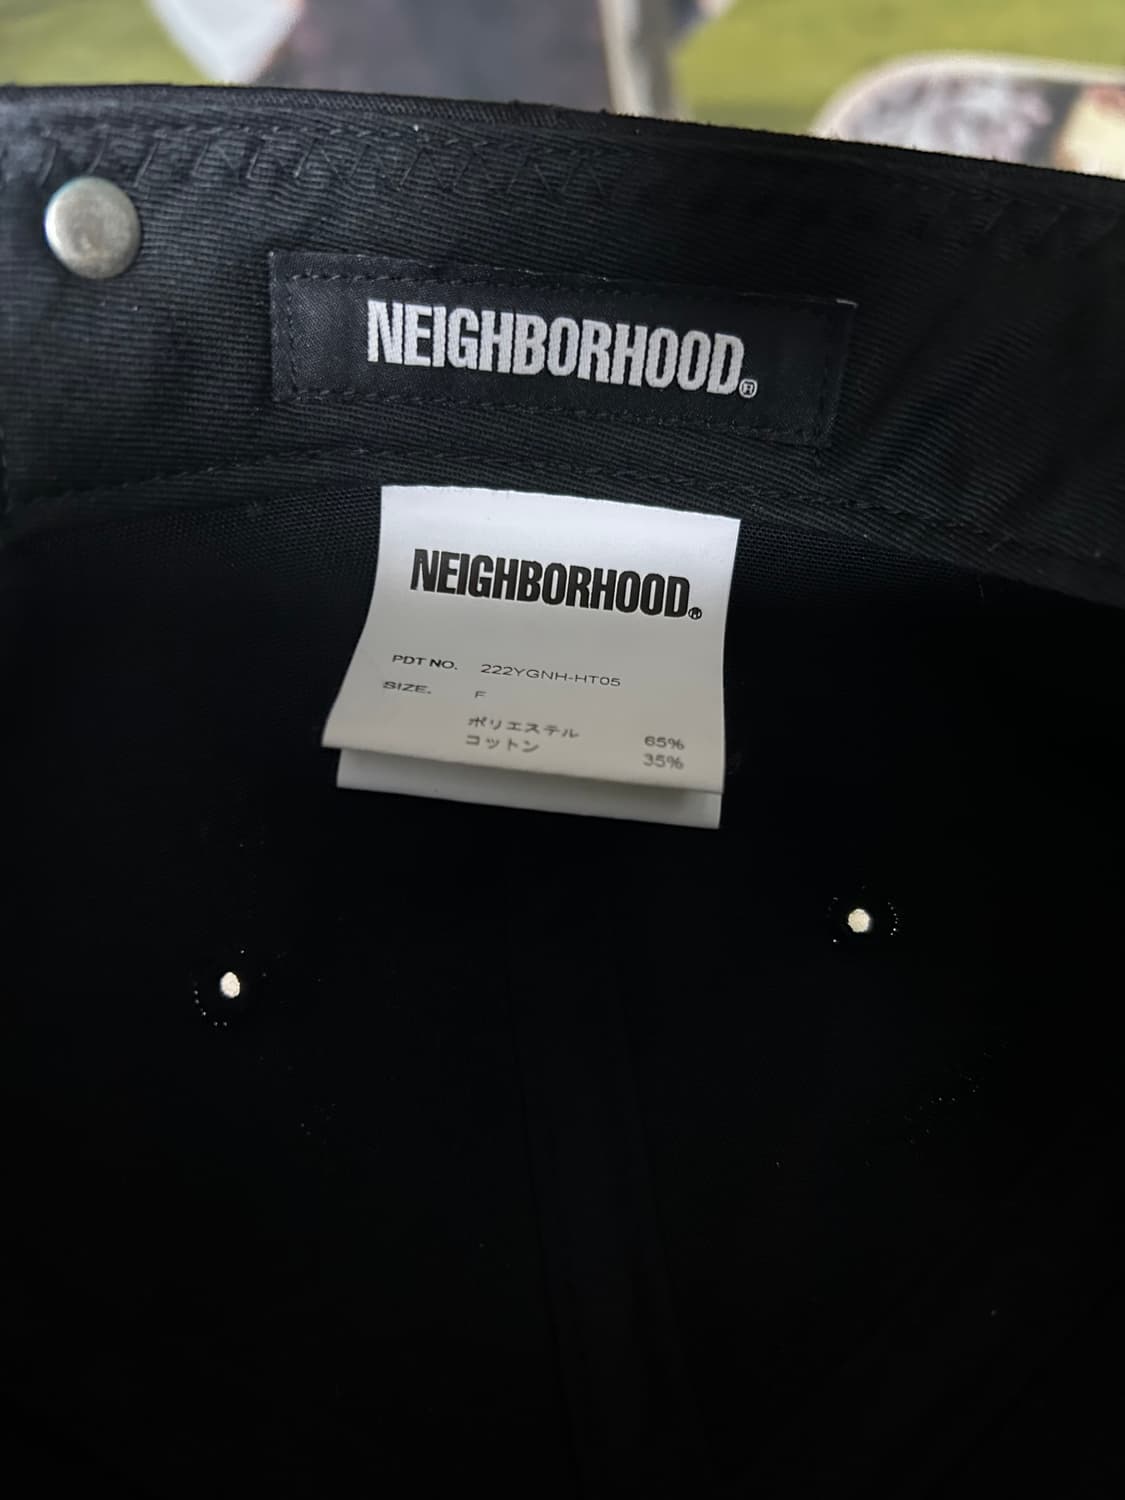 NEIGHBORHOOD®
NEIGHBORHOOD®
PDT NO. 222YGNH-HT05
SIZE. F
ポリエステル 65%
コットン 35%